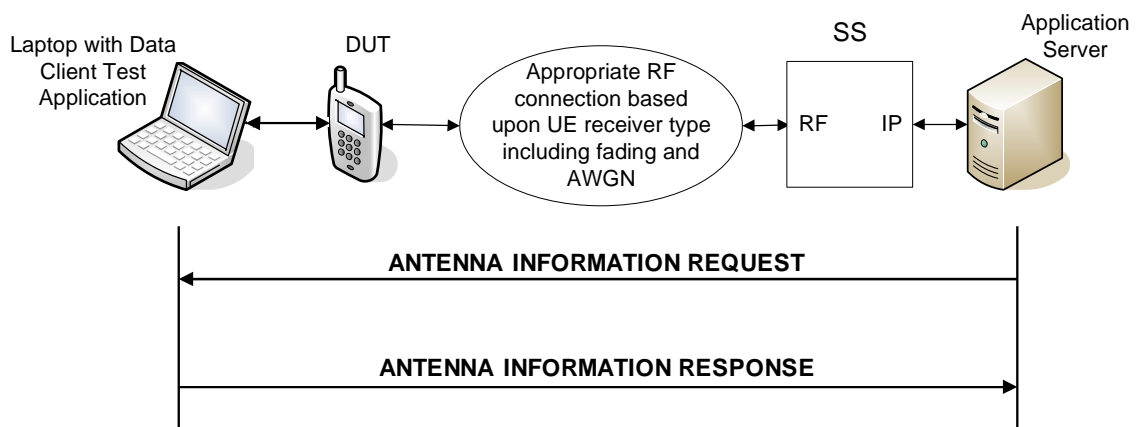 Laptop with Data
Client Test
Application
DUT
Appropriate RF
connection based
upon UE receiver type
including fading and
AWGN
SS
RF
IP
Application
Server
ANTENNA INFORMATION REQUEST
ANTENNA INFORMATION RESPONSE